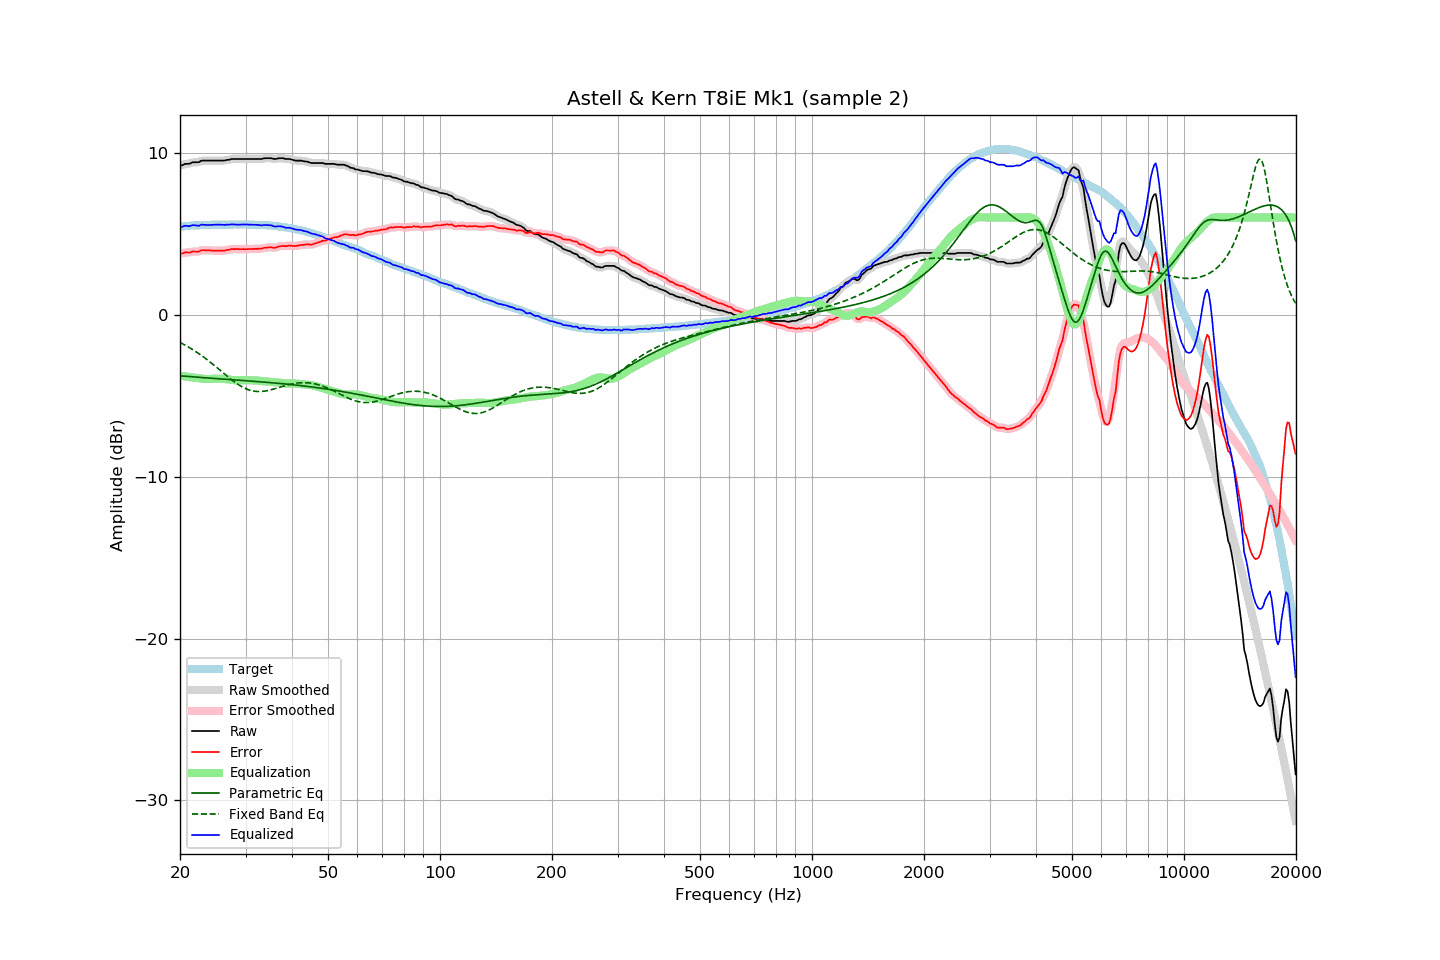 Astell & Kern T8iE Mk1 (sample 2)
Amplitude (dBr)
10
0
−10
−20
−30
Target
Raw Smoothed
Error Smoothed
Raw
Error
Equalization
Parametric Eq
Fixed Band Eq
Equalized
20 50 100 200 500 1000 2000 5000 10000 20000
Frequency (Hz)